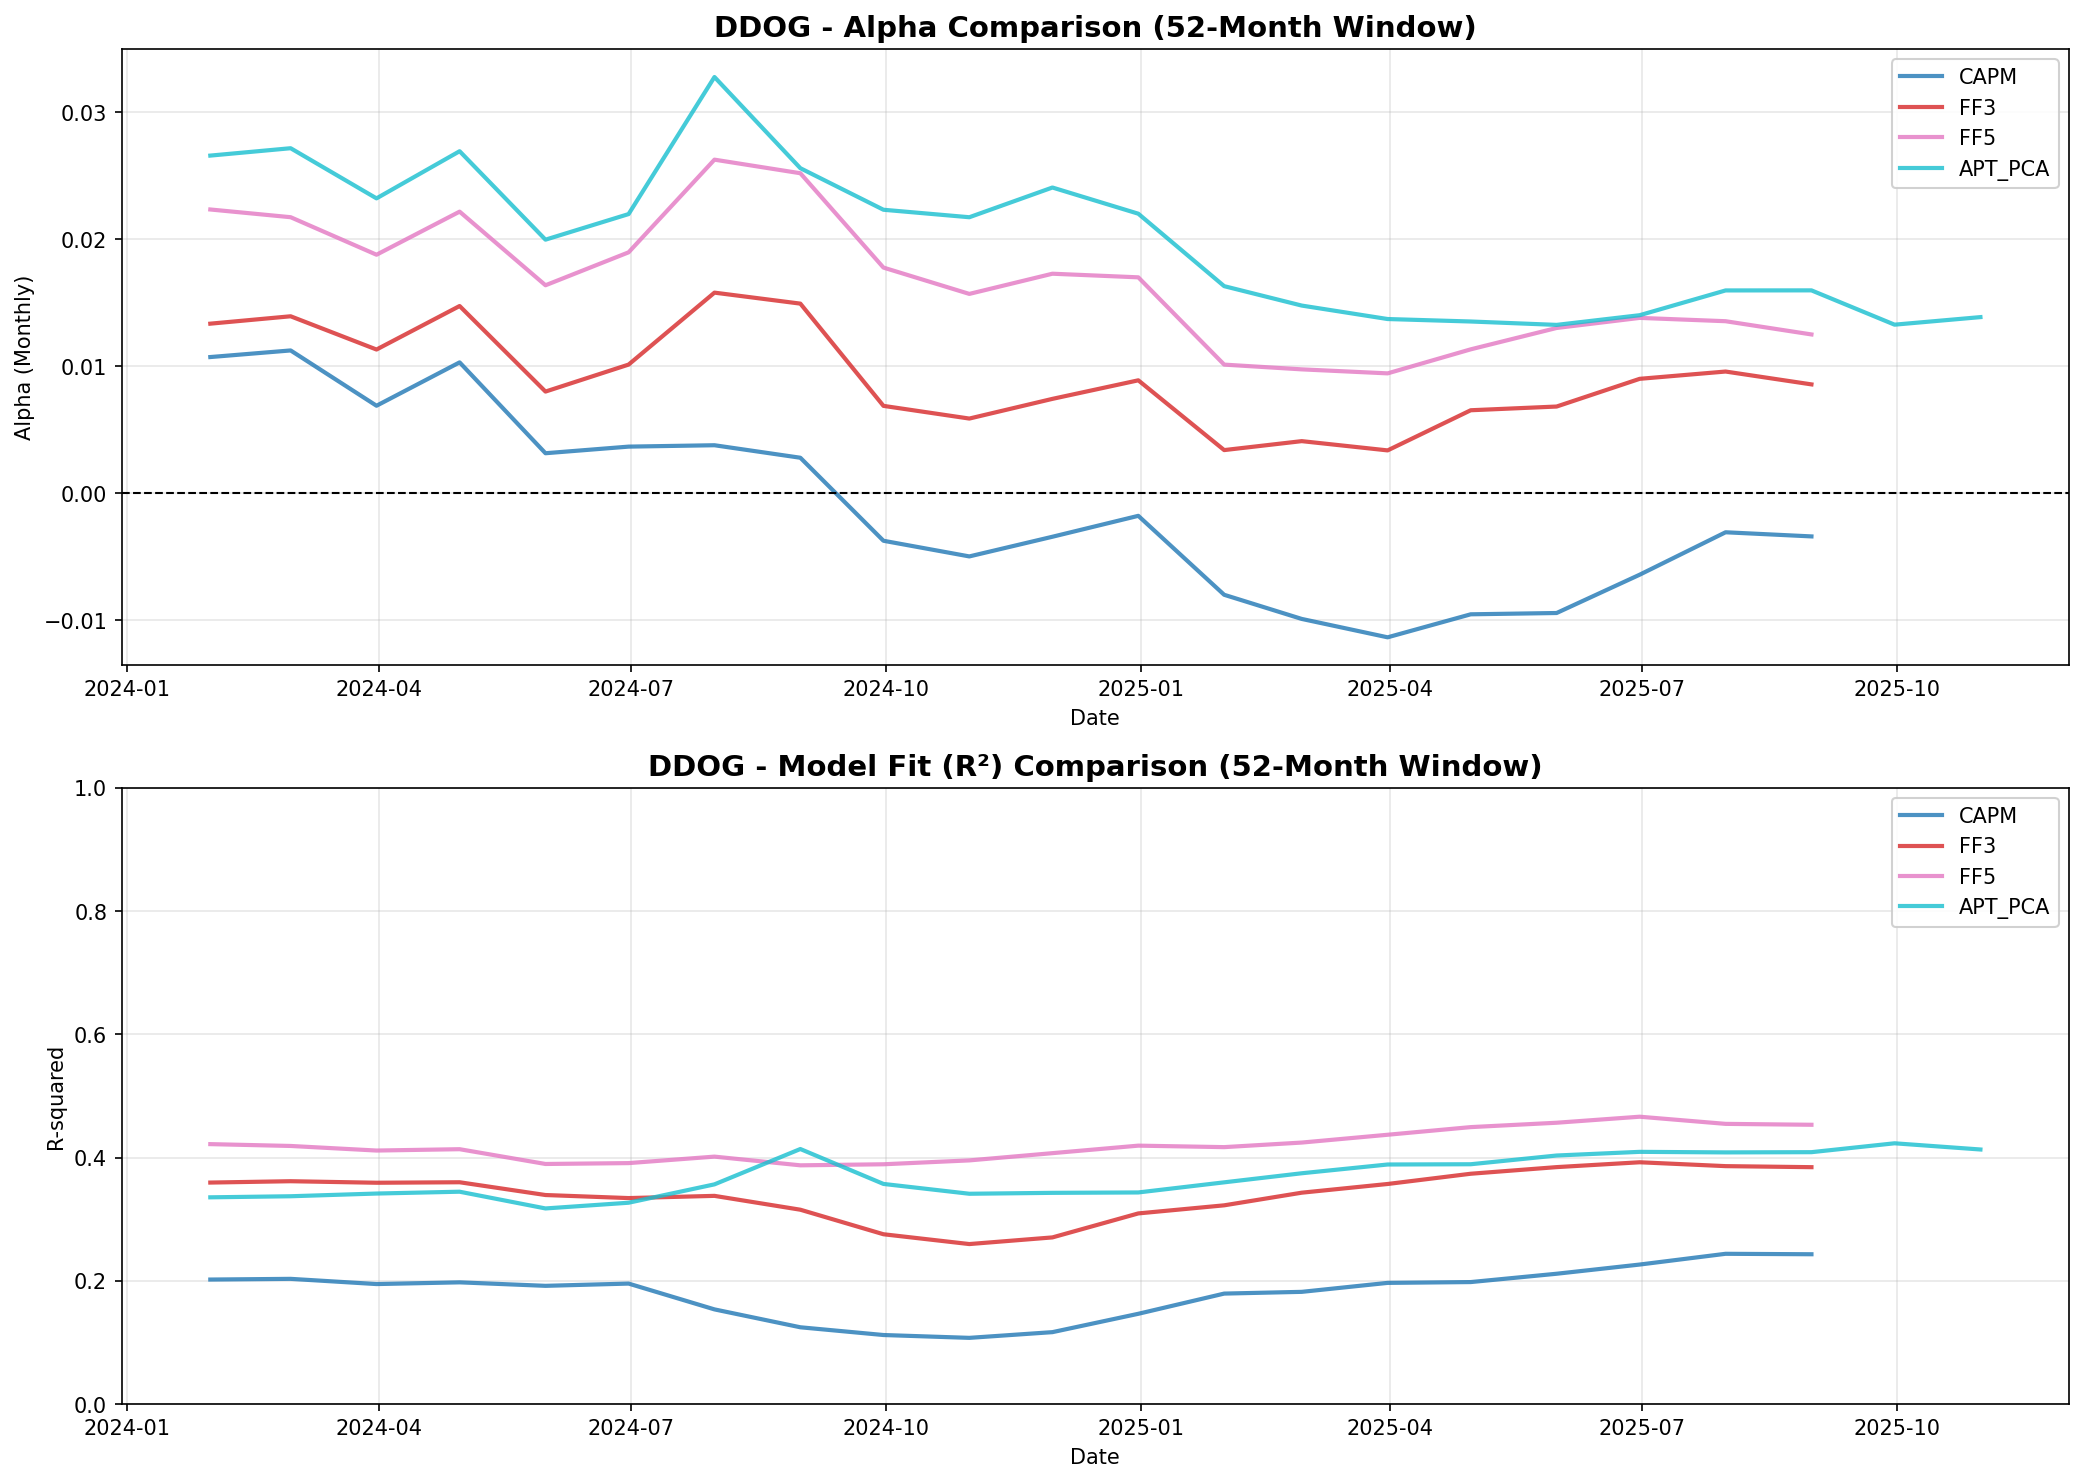 DDOG - Alpha Comparison (52-Month Window)
Alpha (Monthly)
0.03
0.02
0.01
0.00
−0.01
CAPM
FF3
FF5
APT_PCA
2024-01 2024-04 2024-07 2024-10 2025-01 2025-04 2025-07 2025-10
Date
DDOG - Model Fit (R²) Comparison (52-Month Window)
R-squared
1.0
0.8
0.6
0.4
0.2
0.0
CAPM
FF3
FF5
APT_PCA
2024-01 2024-04 2024-07 2024-10 2025-01 2025-04 2025-07 2025-10
Date